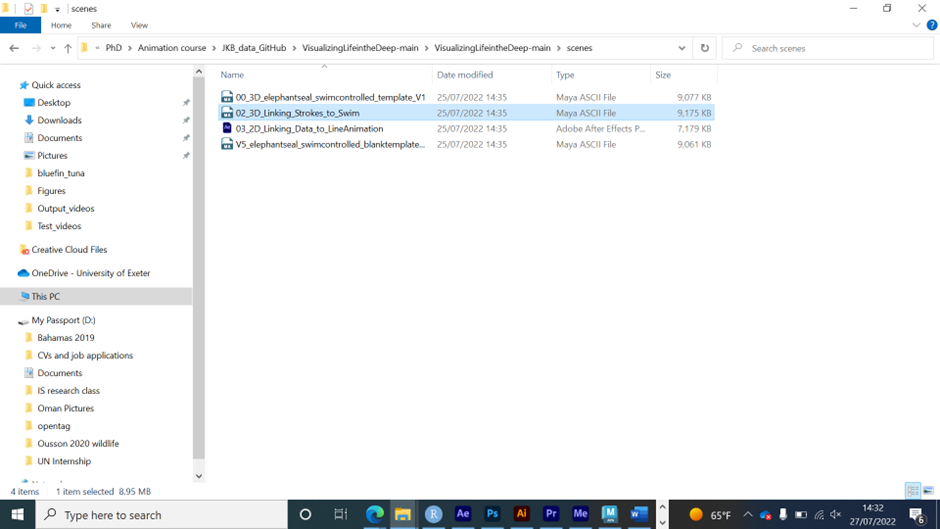 scenes
File Home Share View
« PhD > Animation course > JKB_data_GitHub > VisualizingLifeintheDeep-main > VisualizingLifeintheDeep-main > scenes
Search scenes
Quick access
Desktop
Downloads
Documents
Pictures
bluefin_tuna
Figures
Output_videos
Test_videos
Creative Cloud Files
OneDrive - University of Exeter
This PC
My Passport (D:)
Bahamas 2019
CVs and job applications
Documents
IS research class
Oman Pictures
opentag
Ousson 2020 wildlife
UN Internship
Name Date modified Type Size
00_3D_elephantseal_swimcontrolled_template_V1 25/07/2022 14:35 Maya ASCII File 9,077 KB
02_3D_Linking_Strokes_to_Swim 25/07/2022 14:35 Maya ASCII File 9,175 KB
03_2D_Linking_Data_to_LineAnimation 25/07/2022 14:35 Adobe After Effects P... 7,179 KB
V5_elephantseal_swimcontrolled_blanktemplate... 25/07/2022 14:35 Maya ASCII File 9,061 KB
4 items 1 item selected 8.95 MB
Type here to search
R Ae Ps Ai Pr Me M W
65°F
14:32
27/07/2022
6